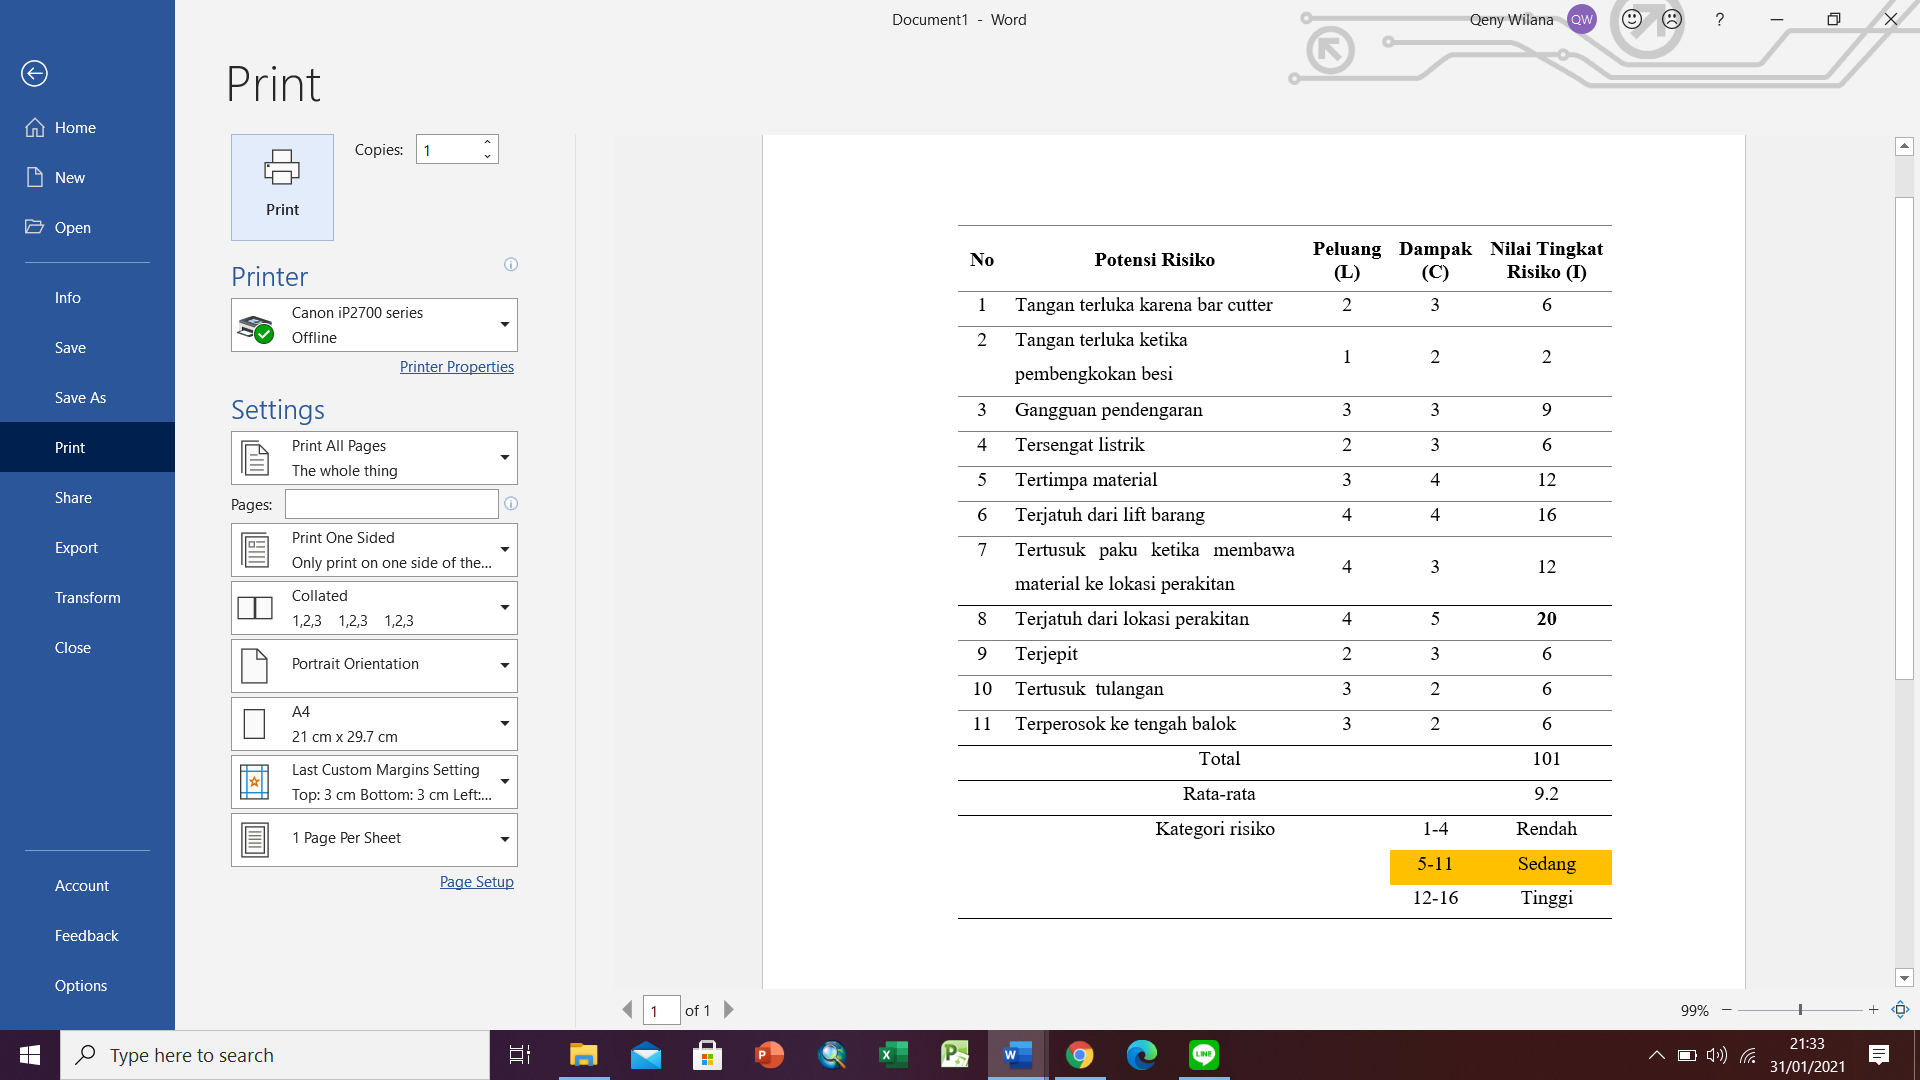 Document1 - Word
Qeny Wilana
QW
?
Print
Home
New
Open
Info
Save
Save As
Print
Share
Export
Transform
Close
Account
Feedback
Options
Print
Copies: 1
Printer
Canon iP2700 series
Offline
Printer Properties
Settings
Print All Pages
The whole thing
Pages:
Print One Sided
Only print on one side of the...
Collated
1,2,3 1,2,3 1,2,3
Portrait Orientation
A4
21 cm x 29.7 cm
Last Custom Margins Setting
Top: 3 cm Bottom: 3 cm Left:...
1 Page Per Sheet
Page Setup
No Potensi Risiko Peluang (L) Dampak (C) Nilai Tingkat Risiko (I)
1 Tangan terluka karena bar cutter 2 3 6
2 Tangan terluka ketika pembengkokan besi 1 2 2
3 Gangguan pendengaran 3 3 9
4 Tersengat listrik 2 3 6
5 Tertimpa material 3 4 12
6 Terjatuh dari lift barang 4 4 16
7 Tertusuk paku ketika membawa material ke lokasi perakitan 4 3 12
8 Terjatuh dari lokasi perakitan 4 5 20
9 Terjepit 2 3 6
10 Tertusuk tulangan 3 2 6
11 Terperosok ke tengah balok 3 2 6
Total 101
Rata-rata 9.2
Kategori risiko 1-4 Rendah
5-11 Sedang
12-16 Tinggi
1 of 1
99%
Type here to search
21:33
31/01/2021